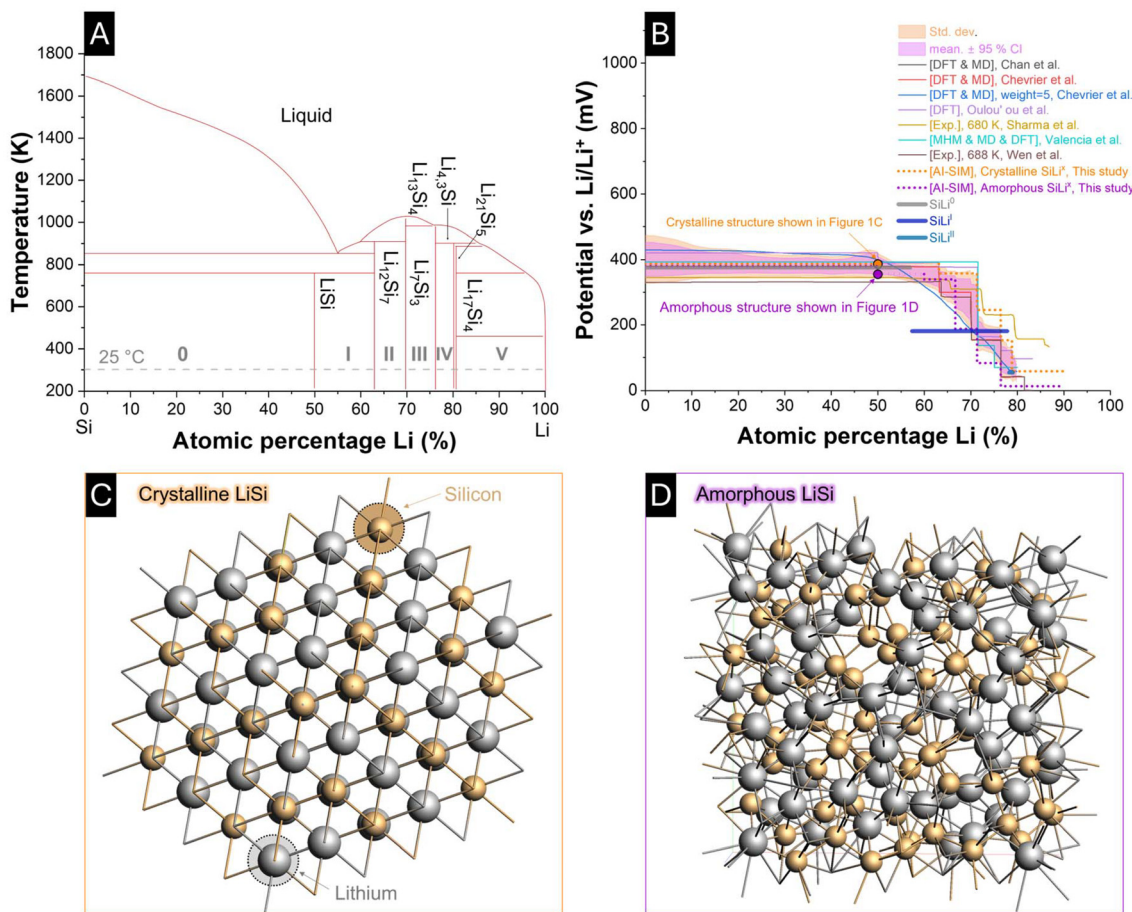 A
Temperature (K)
1800
1600
1400
1200
1000
800
600
400
200
Liquid
Li₁₃Si₄
Li₄,₃Si
Li₂₁Si₅
LiSi
Li₁₂Si₇
Li₇Si₃
Li₁₇Si₄
25 °C
0
I
II
III
IV
V
0 10 20 30 40 50 60 70 80 90 100
Si
Li
Atomic percentage Li (%)
B
Potential vs. Li/Li⁺ (mV)
1000
800
600
400
200
0
Std. dev.
mean. ± 95 % CI
[DFT & MD], Chan et al.
[DFT & MD], Chevrier et al.
[DFT & MD], weight=5, Chevrier et al.
[DFT], Oulou' ou et al.
[Exp.], 680 K, Sharma et al.
[MHM & MD & DFT], Valencia et al.
[Exp.], 688 K, Wen et al.
[AI-SIM], Crystalline SiLiˣ, This study
[AI-SIM], Amorphous SiLiˣ, This study
SiLi⁰
SiLiᴵ
SiLiᴵᴵ
Crystalline structure shown in Figure 1C
Amorphous structure shown in Figure 1D
0 10 20 30 40 50 60 70 80 90 100
Atomic percentage Li (%)
C
Crystalline LiSi
Silicon
Lithium
D
Amorphous LiSi